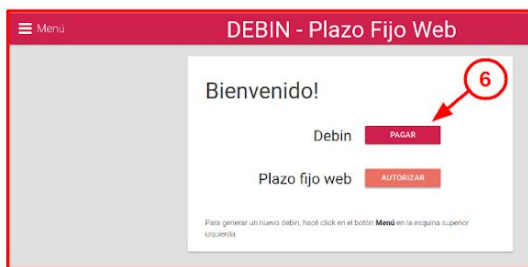 Menú
DEBIN - Plazo Fijo Web
Bienvenido!
6
Debin PAGAR
Plazo fijo web AUTORIZAR
Para generar un nuevo debin, hacé click en el botón Menú en la esquina superior
izquierda